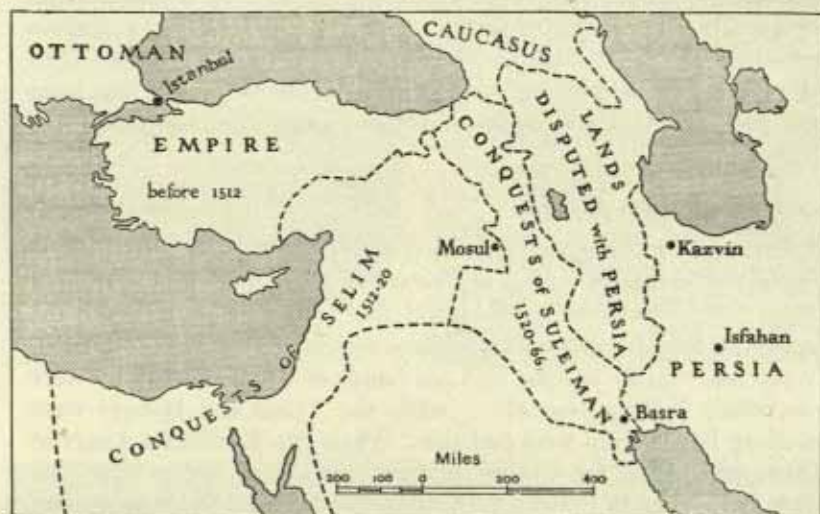 OTTOMAN
Istanbul
EMPIRE
before 1512
CAUCASUS
LANDS
DISPUTED with PERSIA
CONQUESTS of SULEIMAN
1520-66
Mosul
Kazvin
CONQUESTS OF SELIM
1512-20
Isfahan
PERSIA
Basra
Miles
200 100 0 200 400